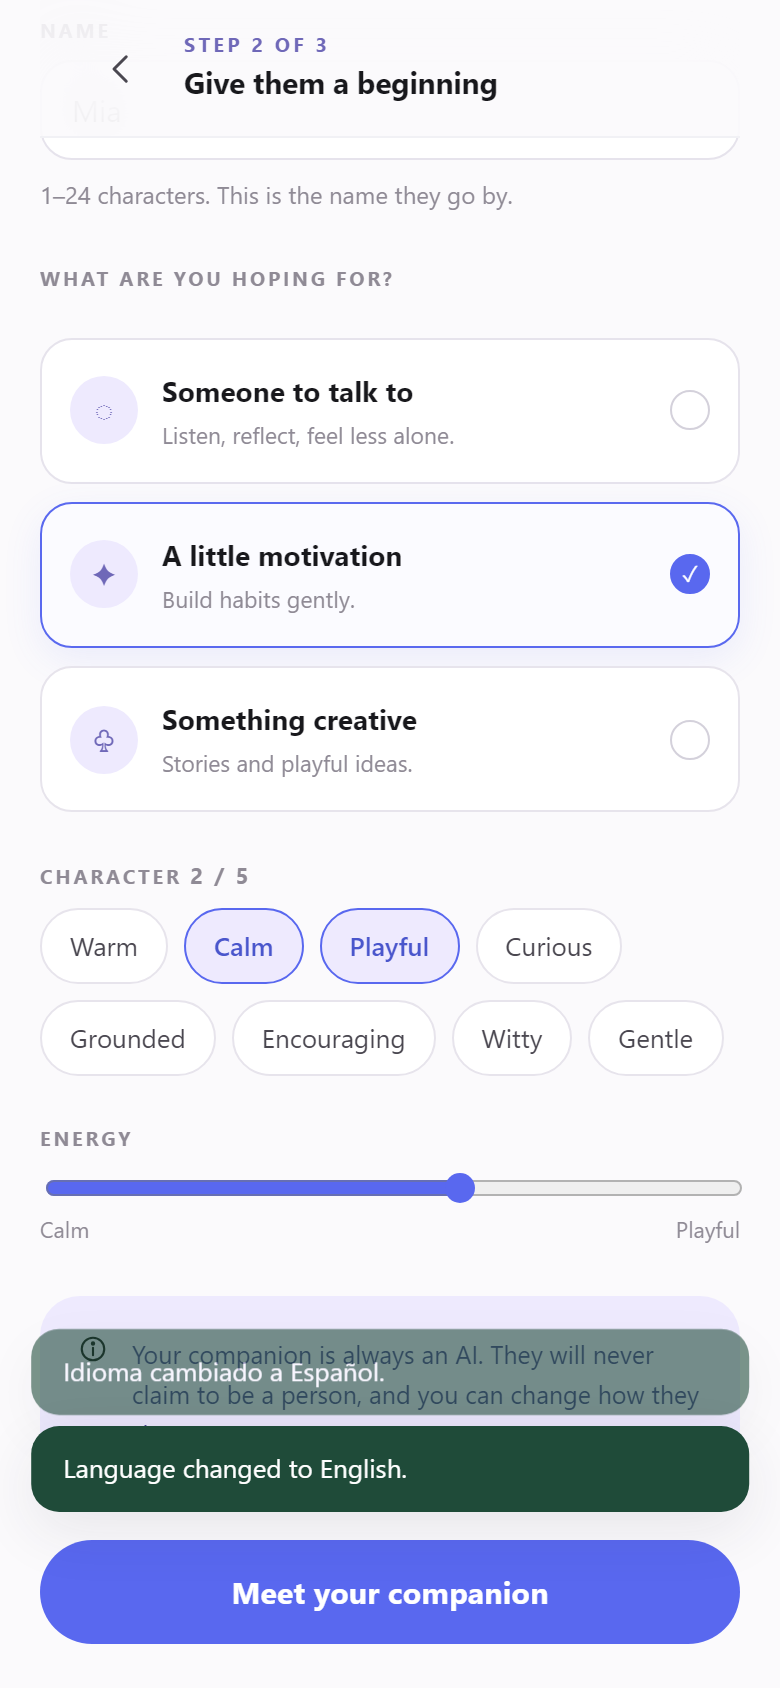 NAME
STEP 2 OF 3
Give them a beginning
Mia
1–24 characters. This is the name they go by.
WHAT ARE YOU HOPING FOR?
Someone to talk to
Listen, reflect, feel less alone.
A little motivation
Build habits gently.
Something creative
Stories and playful ideas.
CHARACTER 2 / 5
Warm
Calm
Playful
Curious
Grounded
Encouraging
Witty
Gentle
ENERGY
Calm
Playful
Your companion is always an AI. They will never
Idioma cambiado a Español.
claim to be a person, and you can change how they
Language changed to English.
Meet your companion